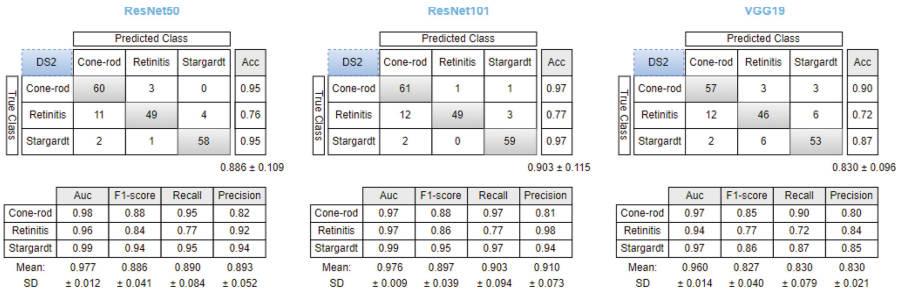 ResNet50 ResNet101 VGG19
Predicted Class Predicted Class Predicted Class
DS2 Cone-rod Retinitis Stargardt Acc DS2 Cone-rod Retinitis Stargardt Acc DS2 Cone-rod Retinitis Stargardt Acc
True Class True Class True Class
Cone-rod 60 3 0 0.95 Cone-rod 61 1 1 0.97 Cone-rod 57 3 3 0.90
Retinitis 11 49 4 0.76 Retinitis 12 49 3 0.77 Retinitis 12 46 6 0.72
Stargardt 2 1 58 0.95 Stargardt 2 0 59 0.97 Stargardt 2 6 53 0.87
0.886 ± 0.109 0.903 ± 0.115 0.830 ± 0.096
Auc F1-score Recall Precision Auc F1-score Recall Precision Auc F1-score Recall Precision
Cone-rod 0.98 0.88 0.95 0.82 Cone-rod 0.97 0.88 0.97 0.81 Cone-rod 0.97 0.85 0.90 0.80
Retinitis 0.96 0.84 0.77 0.92 Retinitis 0.97 0.86 0.77 0.98 Retinitis 0.94 0.77 0.72 0.84
Stargardt 0.99 0.94 0.95 0.94 Stargardt 0.99 0.95 0.97 0.94 Stargardt 0.97 0.86 0.87 0.85
Mean: 0.977 0.886 0.890 0.893 Mean: 0.976 0.897 0.903 0.910 Mean: 0.960 0.827 0.830 0.830
SD ± 0.012 ± 0.041 ± 0.084 ± 0.052 SD ± 0.009 ± 0.039 ± 0.094 ± 0.073 SD ± 0.014 ± 0.040 ± 0.079 ± 0.021